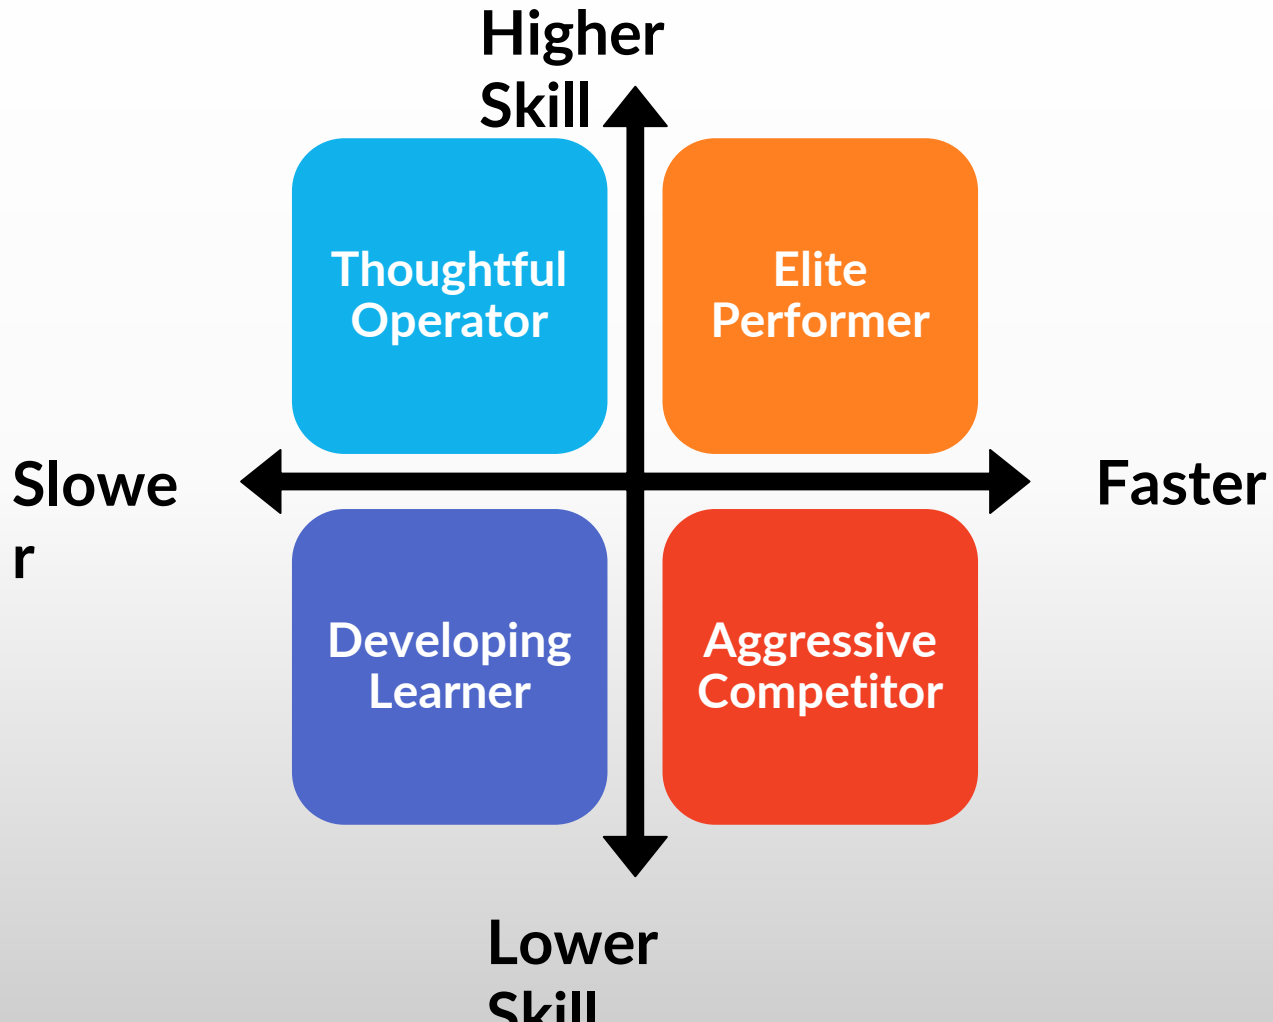 Higher
Skill
Thoughtful
Operator
Elite
Performer
Slowe
r
Faster
Developing
Learner
Aggressive
Competitor
Lower
Skill